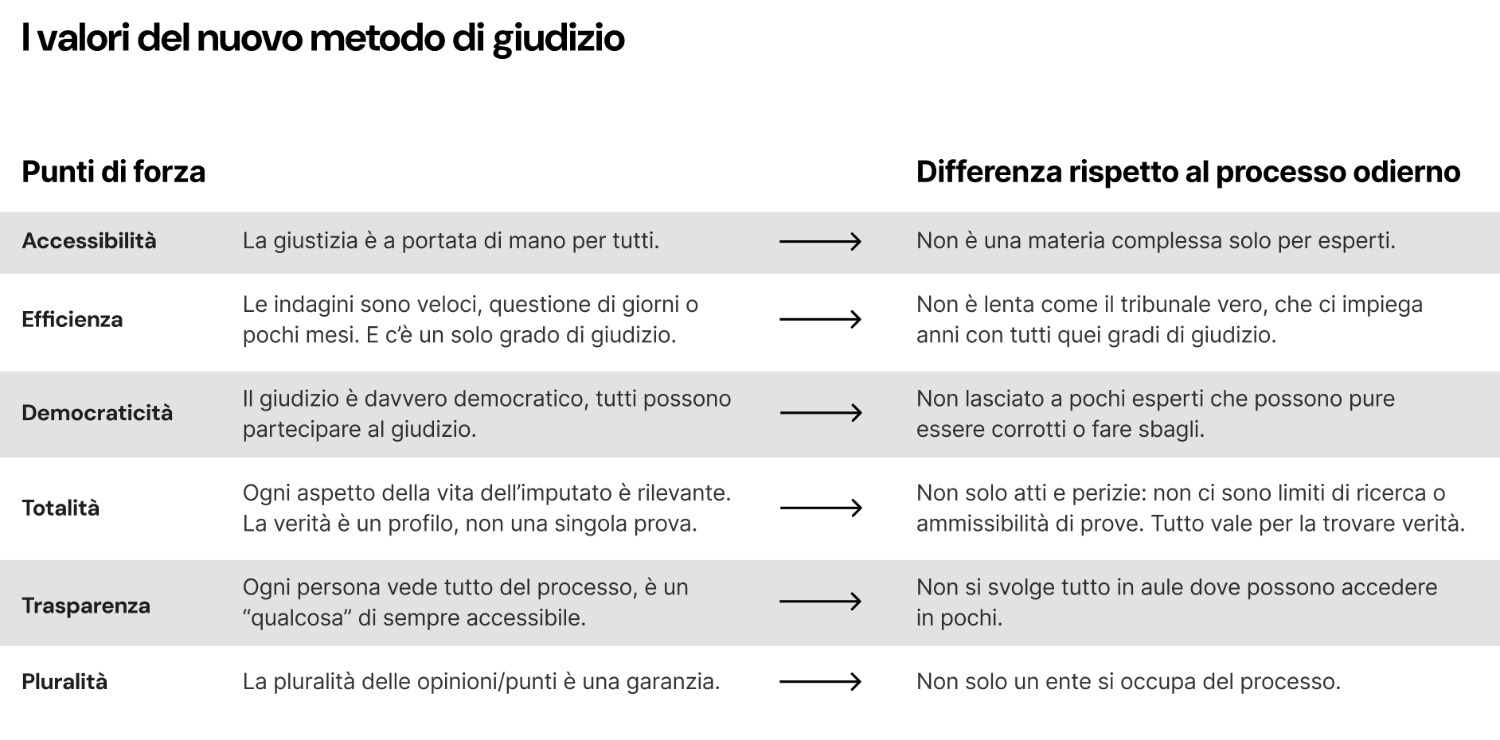 I valori del nuovo metodo di giudizio
Punti di forza
Differenza rispetto al processo odierno
Accessibilità
La giustizia è a portata di mano per tutti.
Non è una materia complessa solo per esperti.
Efficienza
Le indagini sono veloci, questione di giorni o
pochi mesi. E c’è un solo grado di giudizio.
Non è lenta come il tribunale vero, che ci impiega
anni con tutti quei gradi di giudizio.
Democraticità
Il giudizio è davvero democratico, tutti possono
partecipare al giudizio.
Non lasciato a pochi esperti che possono pure
essere corrotti o fare sbagli.
Totalità
Ogni aspetto della vita dell’imputato è rilevante.
La verità è un profilo, non una singola prova.
Non solo atti e perizie: non ci sono limiti di ricerca o
ammissibilità di prove. Tutto vale per la trovare verità.
Trasparenza
Ogni persona vede tutto del processo, è un
“qualcosa” di sempre accessibile.
Non si svolge tutto in aule dove possono accedere
in pochi.
Pluralità
La pluralità delle opinioni/punti è una garanzia.
Non solo un ente si occupa del processo.